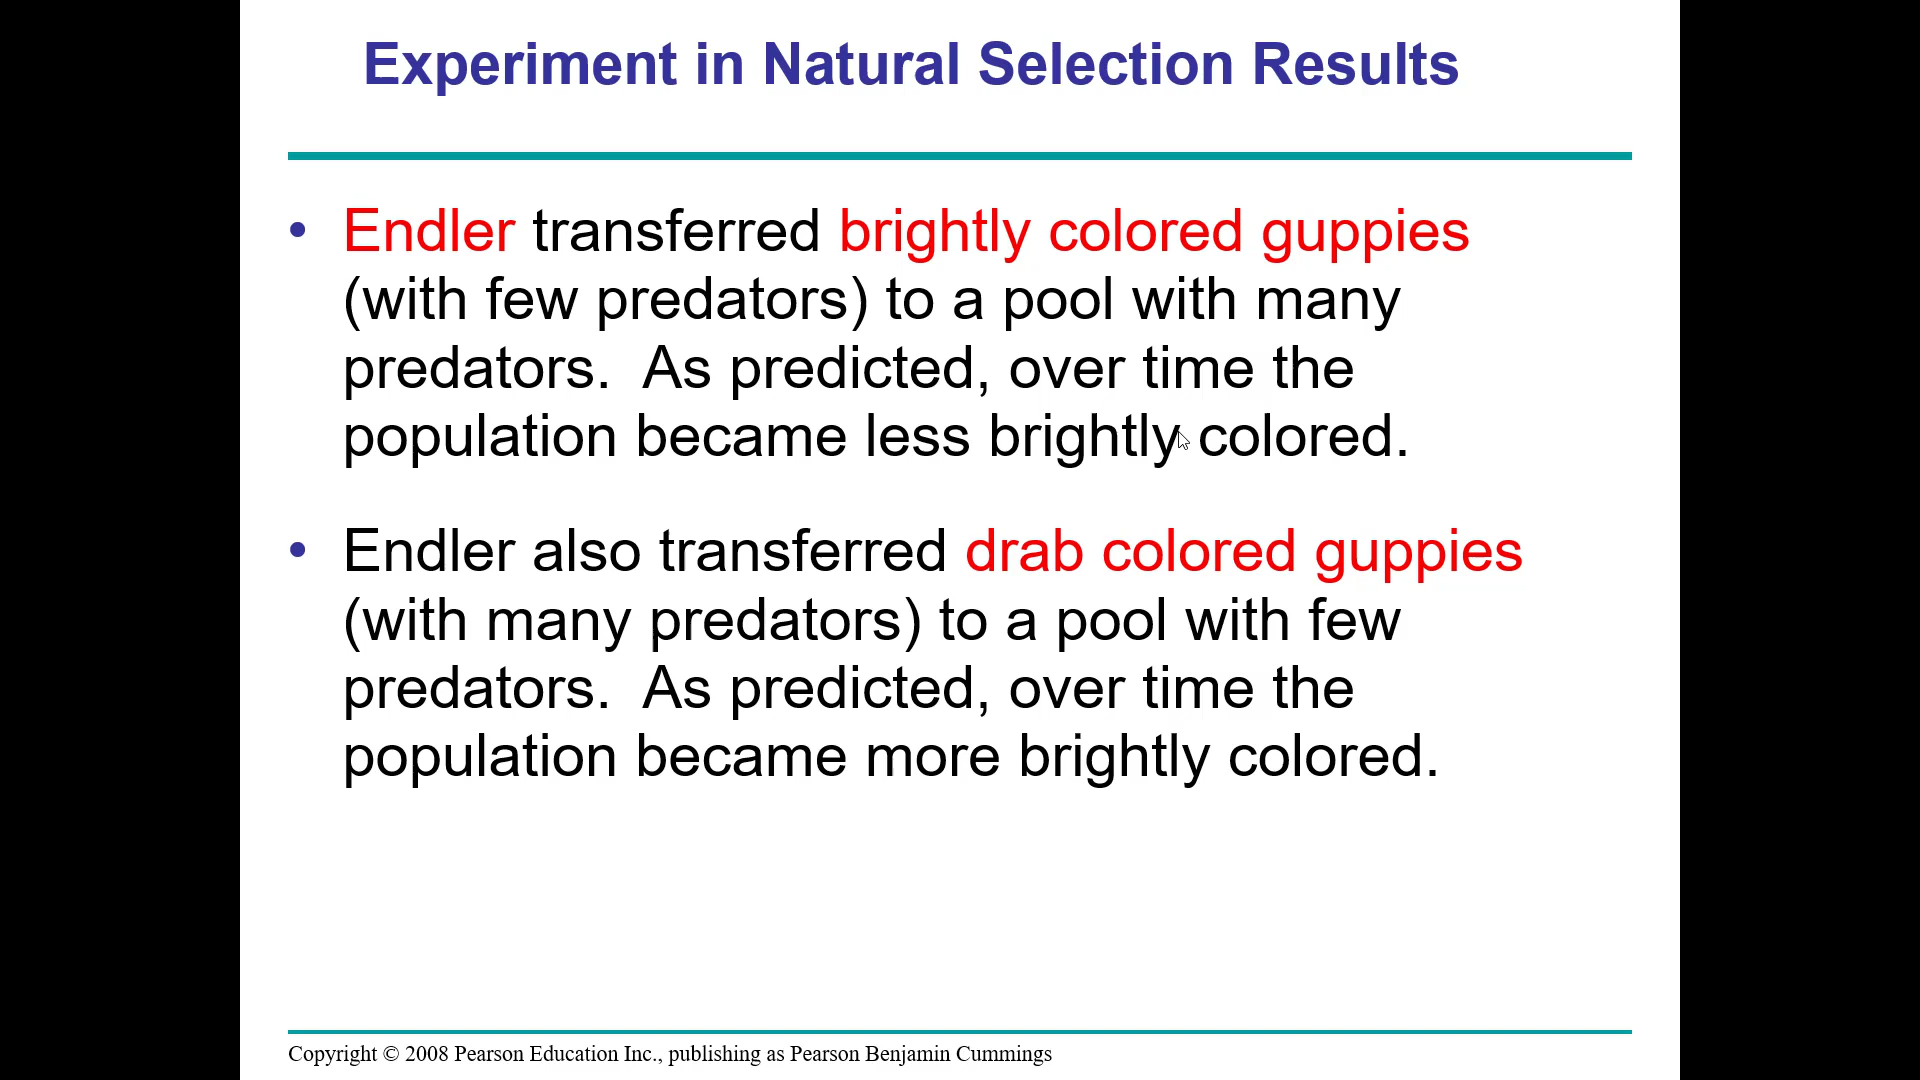 Experiment in Natural Selection Results
• Endler transferred brightly colored guppies
(with few predators) to a pool with many
predators.  As predicted, over time the
population became less brightly colored.
• Endler also transferred drab colored guppies
(with many predators) to a pool with few
predators.  As predicted, over time the
population became more brightly colored.
Copyright © 2008 Pearson Education Inc., publishing as Pearson Benjamin Cummings